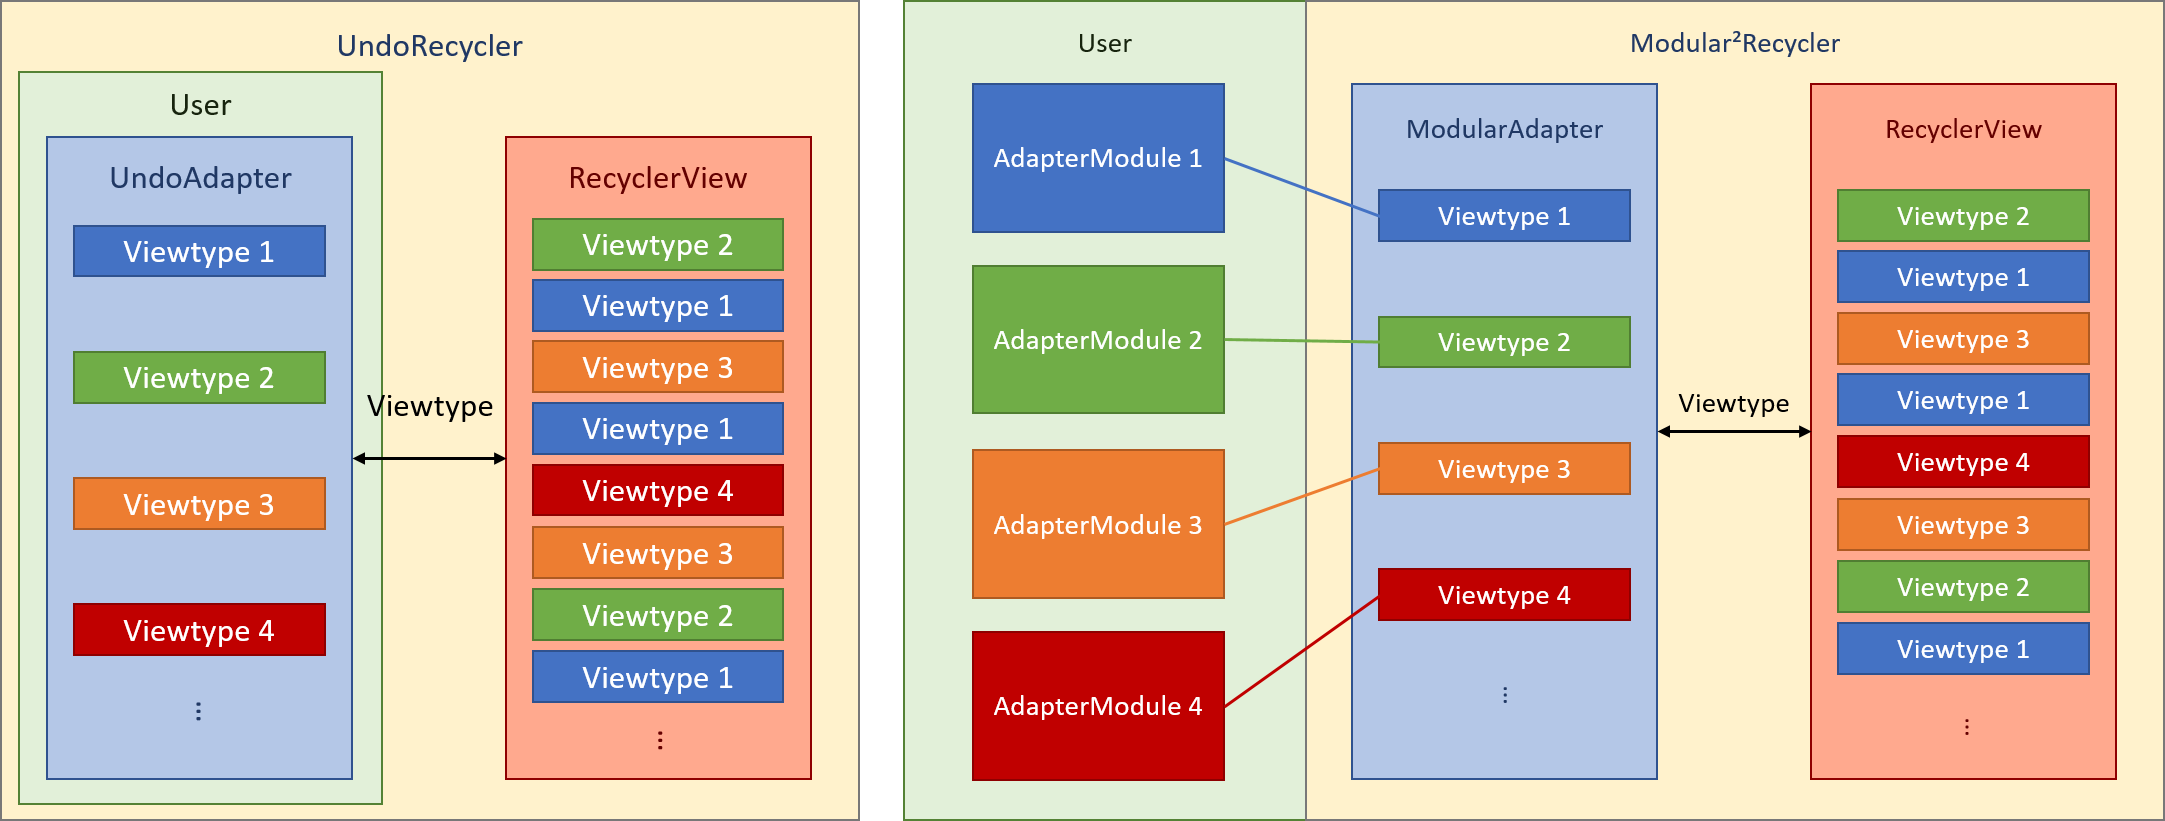 UndoRecycler
User
UndoAdapter
Viewtype 1
Viewtype 2
Viewtype 3
Viewtype 4
...
Viewtype
RecyclerView
Viewtype 2
Viewtype 1
Viewtype 3
Viewtype 1
Viewtype 4
Viewtype 3
Viewtype 2
Viewtype 1
...
User
AdapterModule 1
AdapterModule 2
AdapterModule 3
AdapterModule 4
Modular²Recycler
ModularAdapter
Viewtype 1
Viewtype 2
Viewtype 3
Viewtype 4
...
Viewtype
RecyclerView
Viewtype 2
Viewtype 1
Viewtype 3
Viewtype 1
Viewtype 4
Viewtype 3
Viewtype 2
Viewtype 1
...